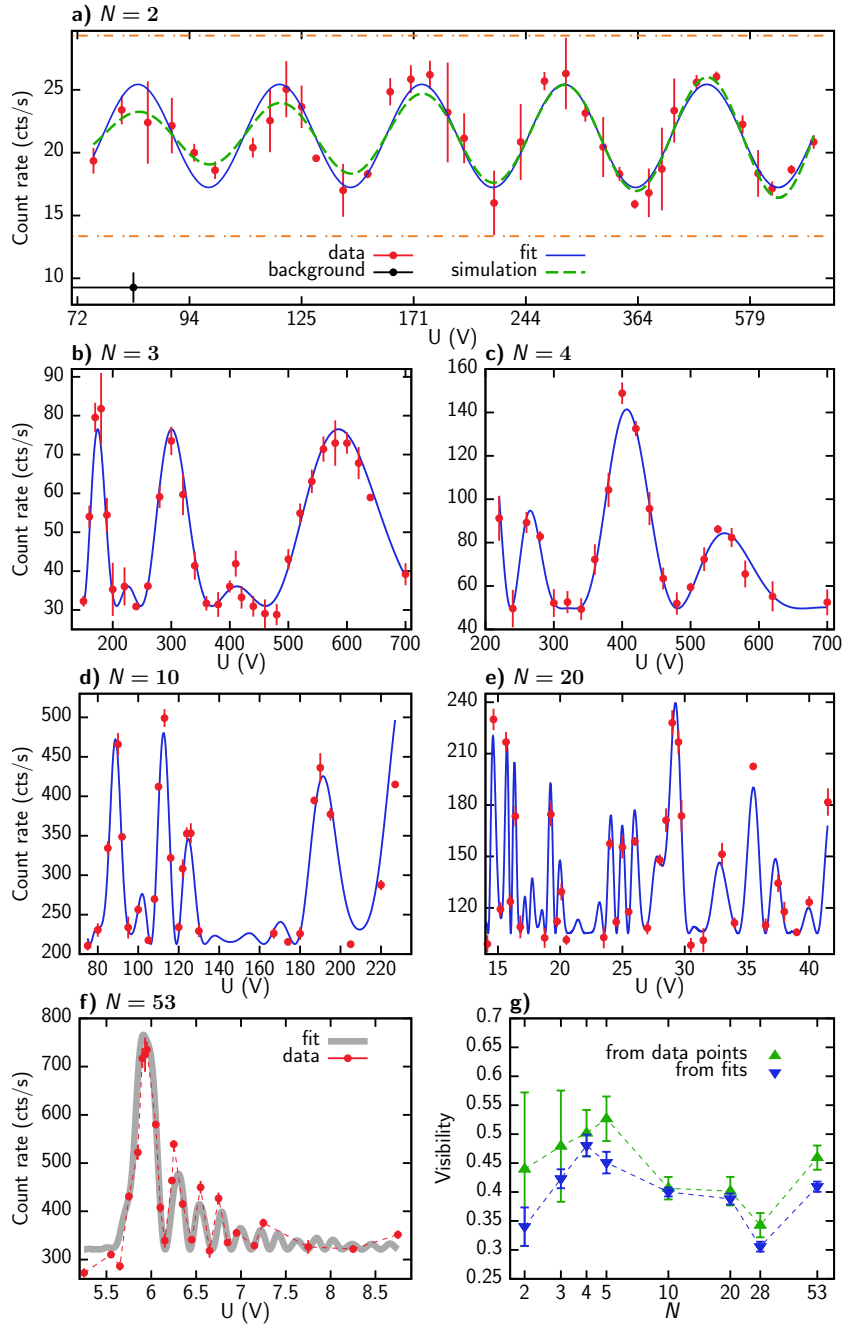 a) N = 2
Count rate (cts/s)
25
20
15
10
data
background
fit
simulation
72 94 125 171 244 364 579
U (V)
b) N = 3
Count rate (cts/s)
90
80
70
60
50
40
30
200 300 400 500 600 700
U (V)
c) N = 4
160
140
120
100
80
60
40
200 300 400 500 600 700
U (V)
d) N = 10
Count rate (cts/s)
500
450
400
350
300
250
200
80 100 120 140 160 180 200 220
U (V)
e) N = 20
240
210
180
150
120
15 20 25 30 35 40
U (V)
f) N = 53
Count rate (cts/s)
800
700
600
500
400
300
fit
data
5.5 6 6.5 7 7.5 8 8.5
U (V)
g)
Visibility
0.7
0.65
0.6
0.55
0.5
0.45
0.4
0.35
0.3
0.25
from data points
from fits
2 3 4 5 10 20 28 53
N